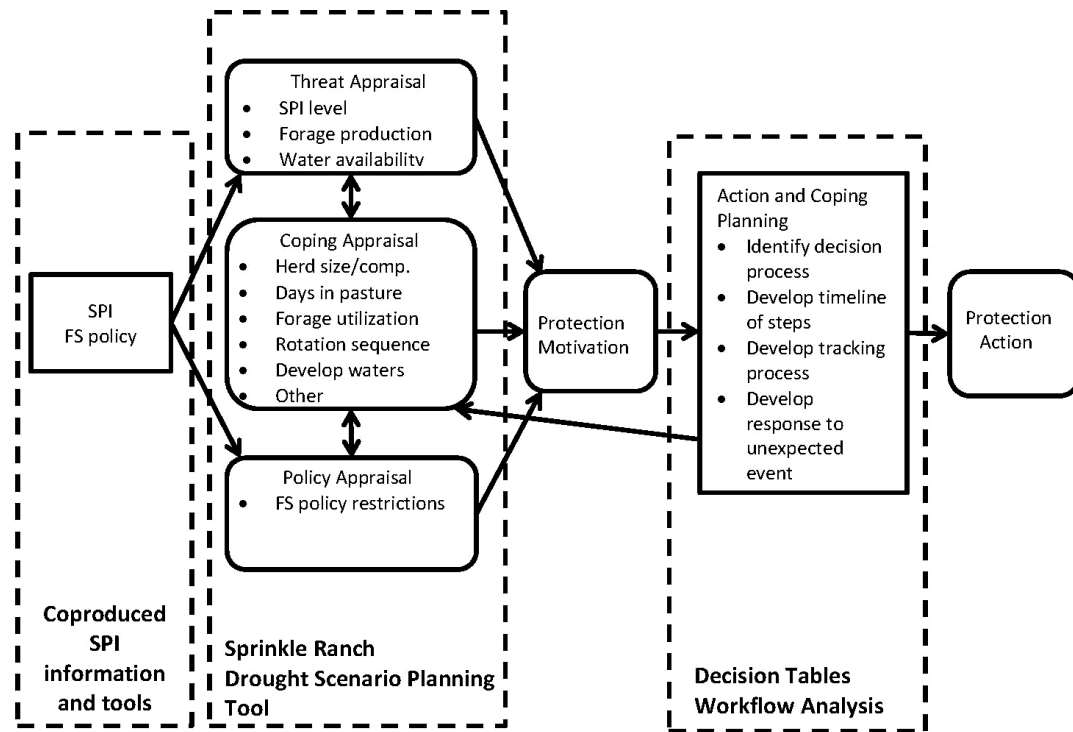 SPI
FS policy
Coproduced
SPI
information
and tools
Threat Appraisal
• SPI level
• Forage production
• Water availability
Coping Appraisal
• Herd size/comp.
• Days in pasture
• Forage utilization
• Rotation sequence
• Develop waters
• Other
Policy Appraisal
• FS policy restrictions
Sprinkle Ranch
Drought Scenario Planning
Tool
Protection
Motivation
Action and Coping
Planning
• Identify decision
process
• Develop timeline
of steps
• Develop tracking
process
• Develop
response to
unexpected
event
Decision Tables
Workflow Analysis
Protection
Action